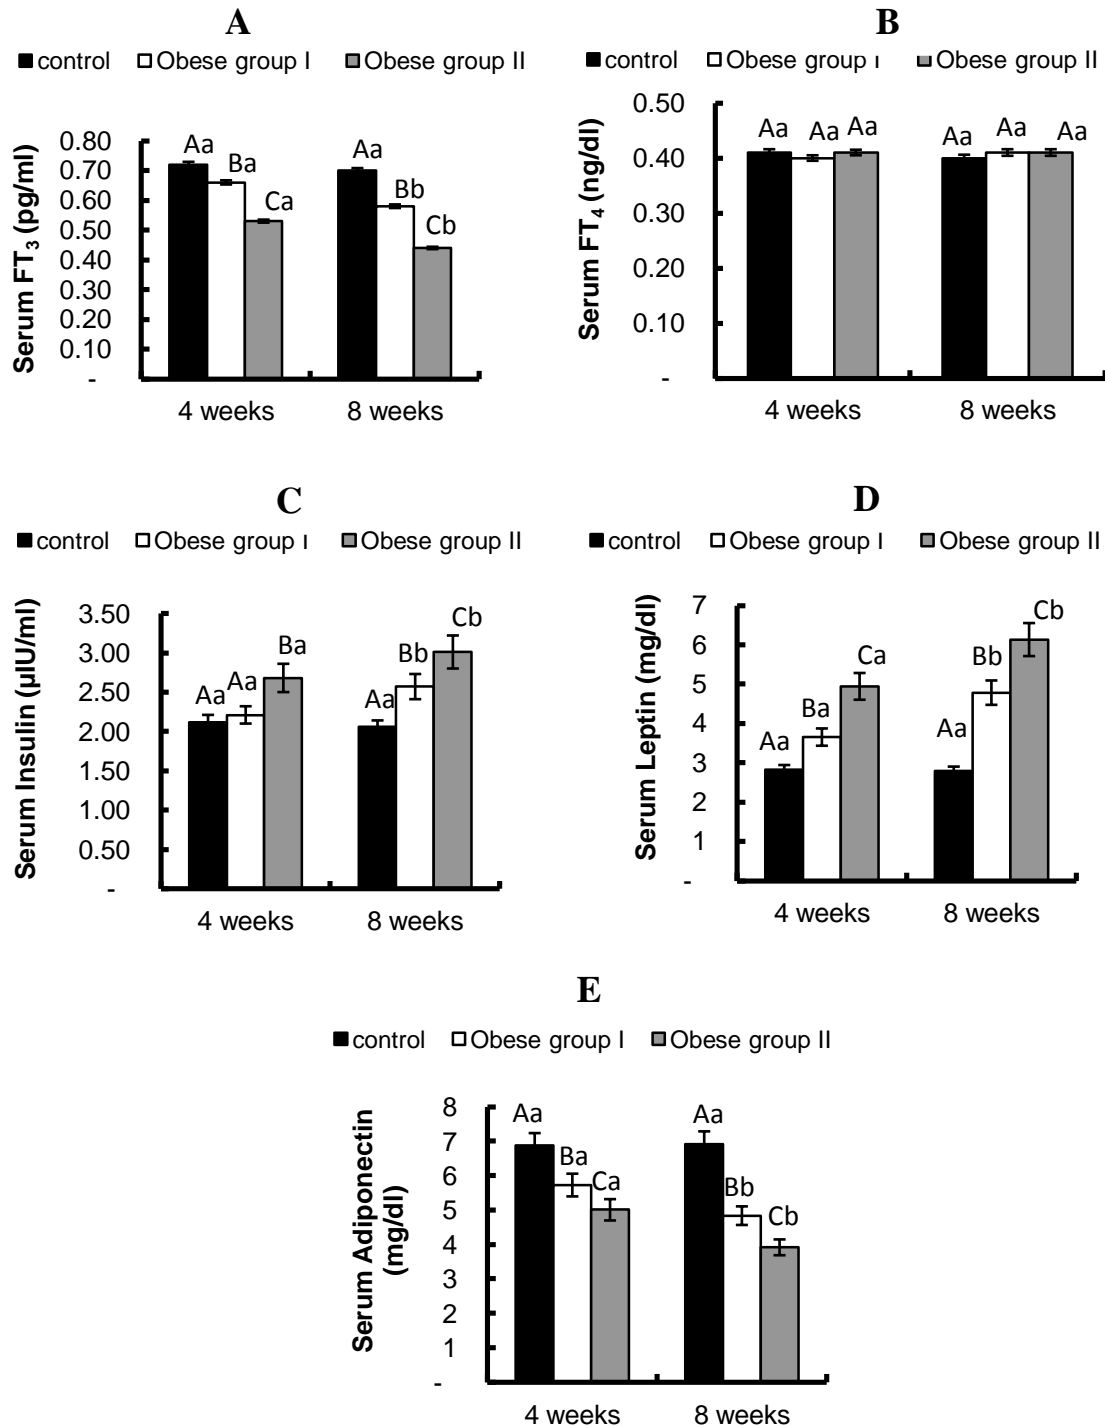 A
control Obese group I Obese group II
Serum FT3 (pg/ml)
0.80
0.70
0.60
0.50
0.40
0.30
0.20
0.10
-
Aa Ba Ca Aa Bb Cb
4 weeks 8 weeks
B
control Obese group I Obese group II
Serum FT4 (ng/dl)
0.50
0.40
0.30
0.20
0.10
-
Aa Aa Aa Aa Aa Aa
4 weeks 8 weeks
C
control Obese group I Obese group II
Serum Insulin (µIU/ml)
3.50
3.00
2.50
2.00
1.50
1.00
0.50
-
Aa Aa Ba Aa Bb Cb
4 weeks 8 weeks
D
control Obese group I Obese group II
Serum Leptin (mg/dl)
7
6
5
4
3
2
1
-
Aa Ba Ca Aa Bb Cb
4 weeks 8 weeks
E
control Obese group I Obese group II
Serum Adiponectin
(mg/dl)
8
7
6
5
4
3
2
1
-
Aa Ba Ca Aa Bb Cb
4 weeks 8 weeks